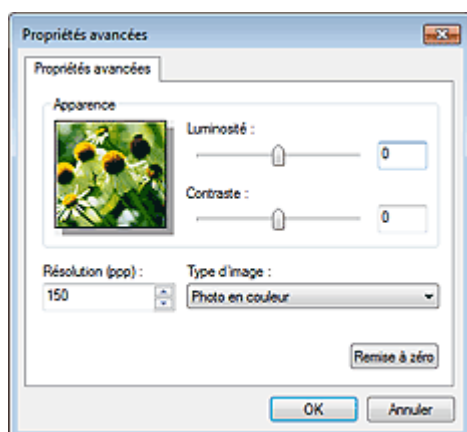 Propriétés avancées
Propriétés avancées
Apparence
Luminosité :
0
Contraste :
0
Résolution (ppp) :
Type d'image :
150
Photo en couleur
Remise à zéro
OK
Annuler